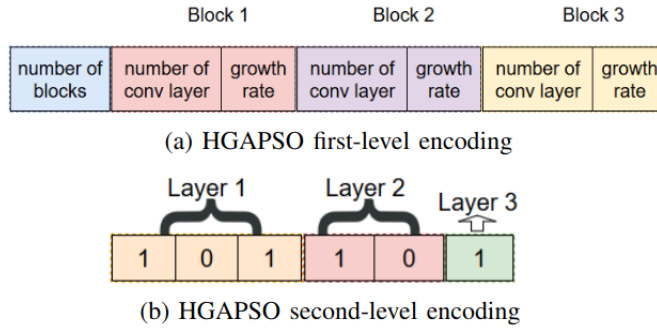 Block 1 Block 2 Block 3
number of blocks number of conv layer growth rate number of conv layer growth rate number of conv layer growth rate
(a) HGAPSO first-level encoding
Layer 1 Layer 2 Layer 3
1 0 1 1 0 1
(b) HGAPSO second-level encoding